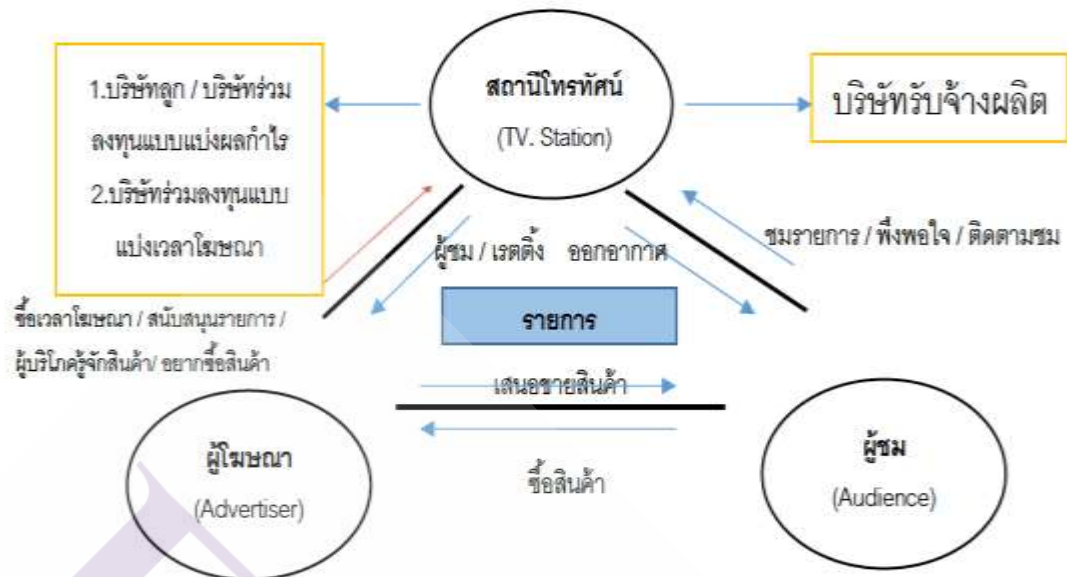 1.บริษัทลูก / บริษัทร่วม
ลงทุนแบบแบ่งผลกำไร
2.บริษัทร่วมลงทุนแบบ
แบ่งเวลาโฆษณา
สถานีโทรทัศน์
(TV. Station)
บริษัทรับจ้างผลิต
ผู้ชม / เรตติ้ง ออกอากาศ
ชมรายการ / พึงพอใจ / ติดตามชม
ซื้อเวลาโฆษณา / สนับสนุนรายการ /
ผู้บริโภครู้จักสินค้า/ อยากซื้อสินค้า
รายการ
เสนอขายสินค้า
ซื้อสินค้า
ผู้โฆษณา
(Advertiser)
ผู้ชม
(Audience)